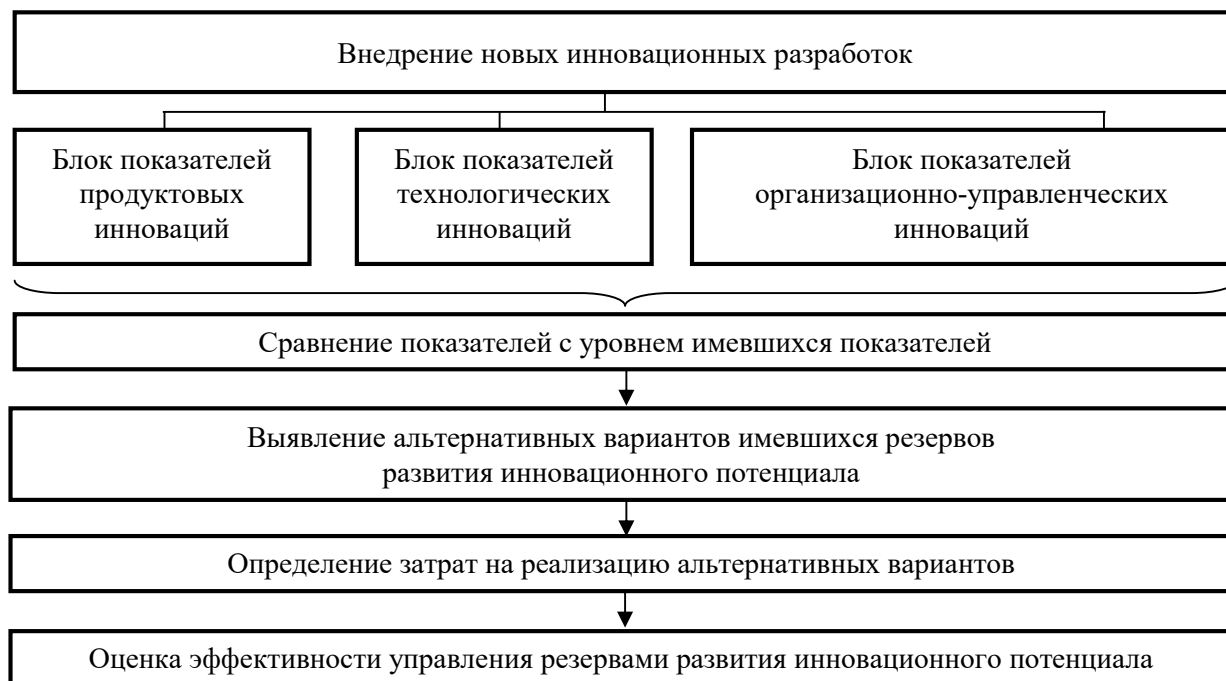 Внедрение новых инновационных разработок
Блок показателей
продуктовых
инноваций
Блок показателей
технологических
инноваций
Блок показателей
организационно-управленческих
инноваций
Сравнение показателей с уровнем имевшихся показателей
Выявление альтернативных вариантов имевшихся резервов
развития инновационного потенциала
Определение затрат на реализацию альтернативных вариантов
Оценка эффективности управления резервами развития инновационного потенциала